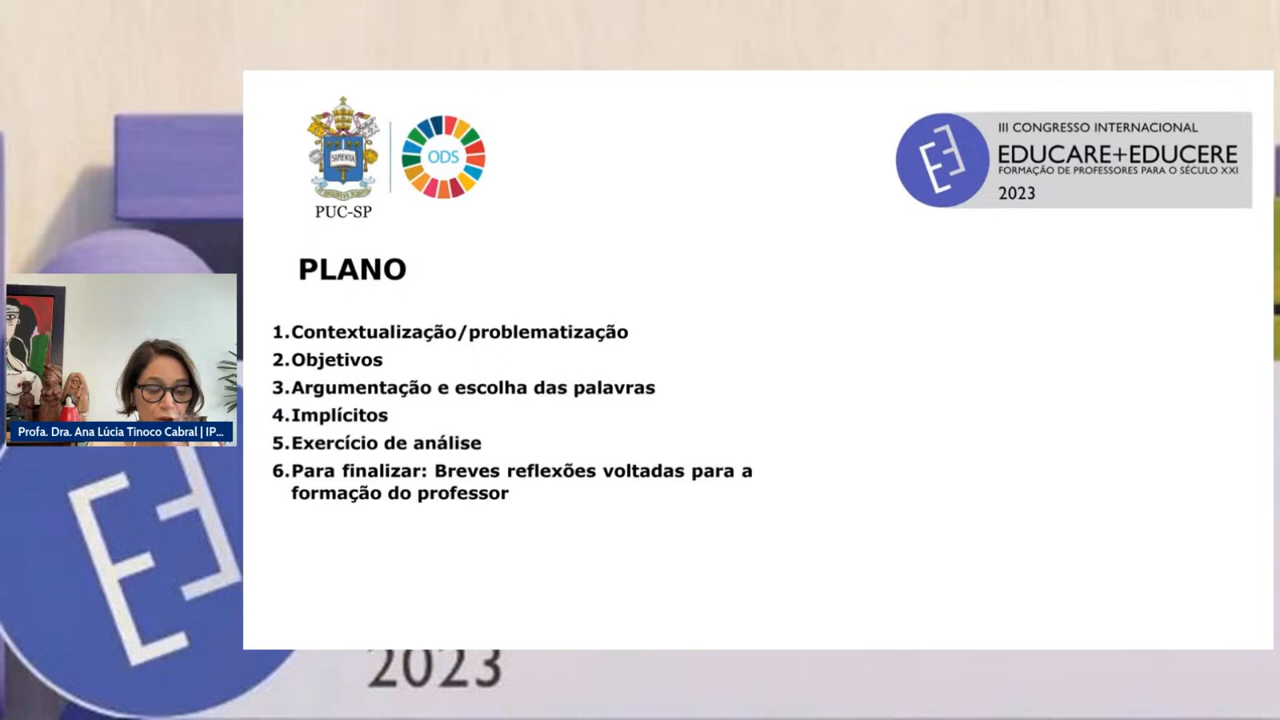 SAPIENTIA
PUC-SP
ODS
III CONGRESSO INTERNACIONAL
EDUCARE+EDUCERE
FORMAÇÃO DE PROFESSORES PARA O SÉCULO XXI
2023
PLANO
1.Contextualização/problematização
2.Objetivos
3.Argumentação e escolha das palavras
4.Implícitos
5.Exercício de análise
6.Para finalizar: Breves reflexões voltadas para a
formação do professor
Profa. Dra. Ana Lúcia Tinoco Cabral | IP...
2023